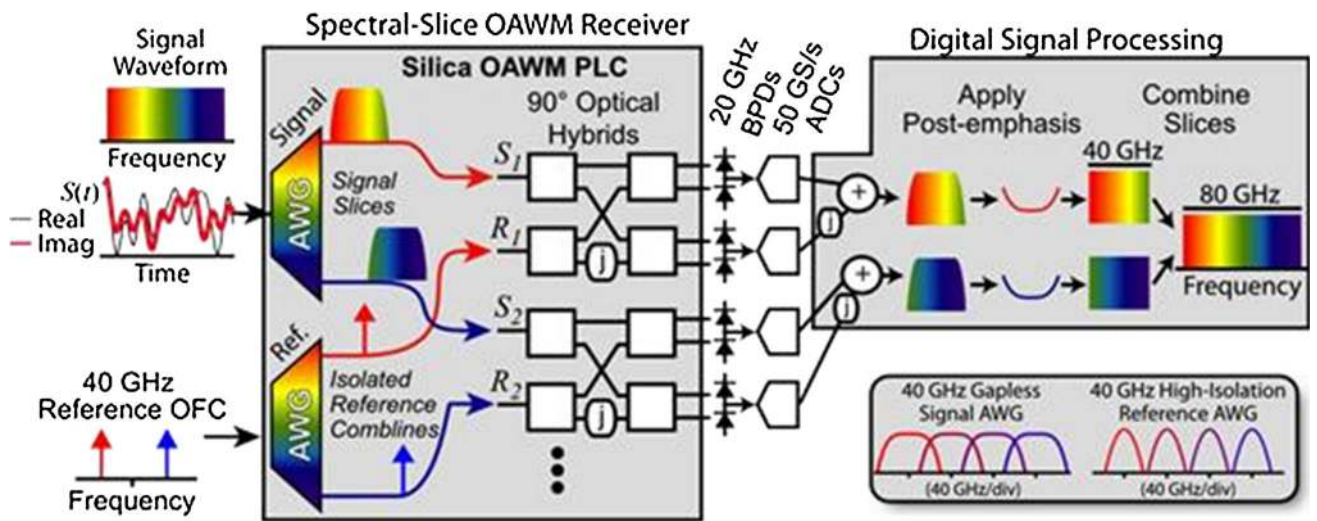 Spectral-Slice OAWM Receiver
Signal
Waveform
Frequency
S(t)
Real
Imag
Time
40 GHz
Reference OFC
Frequency
Silica OAWM PLC
Signal
AWG
Signal
Slices
90° Optical
Hybrids
S1
R1
j
S2
R2
j
Ref.
AWG
Isolated
Reference
Comblines
20 GHz
BPDs
50 GS/s
ADCs
Digital Signal Processing
Apply
Post-emphasis
Combine
Slices
40 GHz
80 GHz
+
j
+
j
Frequency
40 GHz Gapless
Signal AWG
(40 GHz/div)
40 GHz High-Isolation
Reference AWG
(40 GHz/div)